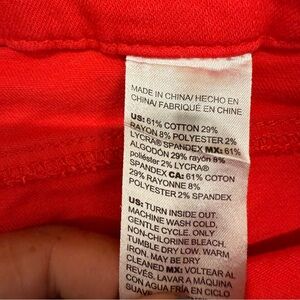 MADE IN CHINA/ HECHO EN
CHINA/ FABRIQUÉ EN CHINE
US: 61% COTTON 29%
RAYON 8% POLYESTER 2%
LYCRA® SPANDEX MX: 61%
ALGODÓN 29% rayón 8%
poliéster 2% LYCRA®
SPANDEX CA: 61% COTON
29% RAYONNE 8%
POLYESTER 2% SPANDEX
US: TURN INSIDE OUT.
MACHINE WASH COLD,
GENTLE CYCLE. ONLY
NON-CHLORINE BLEACH.
TUMBLE DRY LOW. WARM
IRON. MAY BE DRY
CLEANED MX: VOLTEAR AL
REVÉS. LAVAR A MÁQUINA
CON AGUA FRÍA EN CICLO
SUAVE